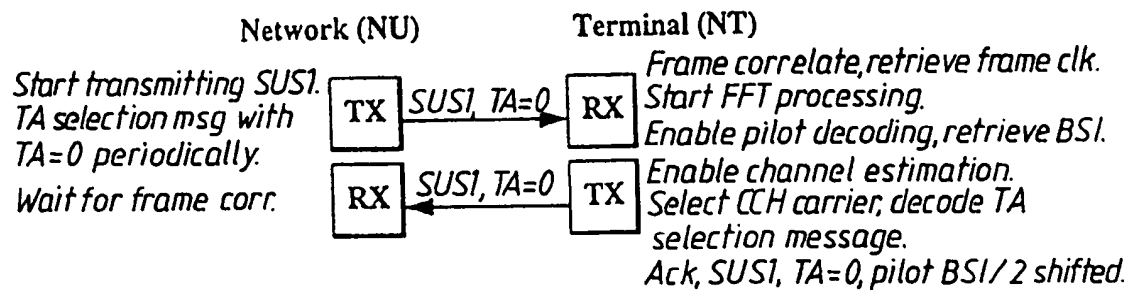 Network (NU)
Terminal (NT)
Start transmitting SUS1.
TA selection msg with
TA=0 periodically.
Wait for frame corr.
TX
SUS1, TA=0
RX
RX
SUS1, TA=0
TX
Frame correlate, retrieve frame clk.
Start FFT processing.
Enable pilot decoding, retrieve BSI.
Enable channel estimation.
Select CCH carrier, decode TA
selection message.
Ack, SUS1, TA=0, pilot BSI/2 shifted.